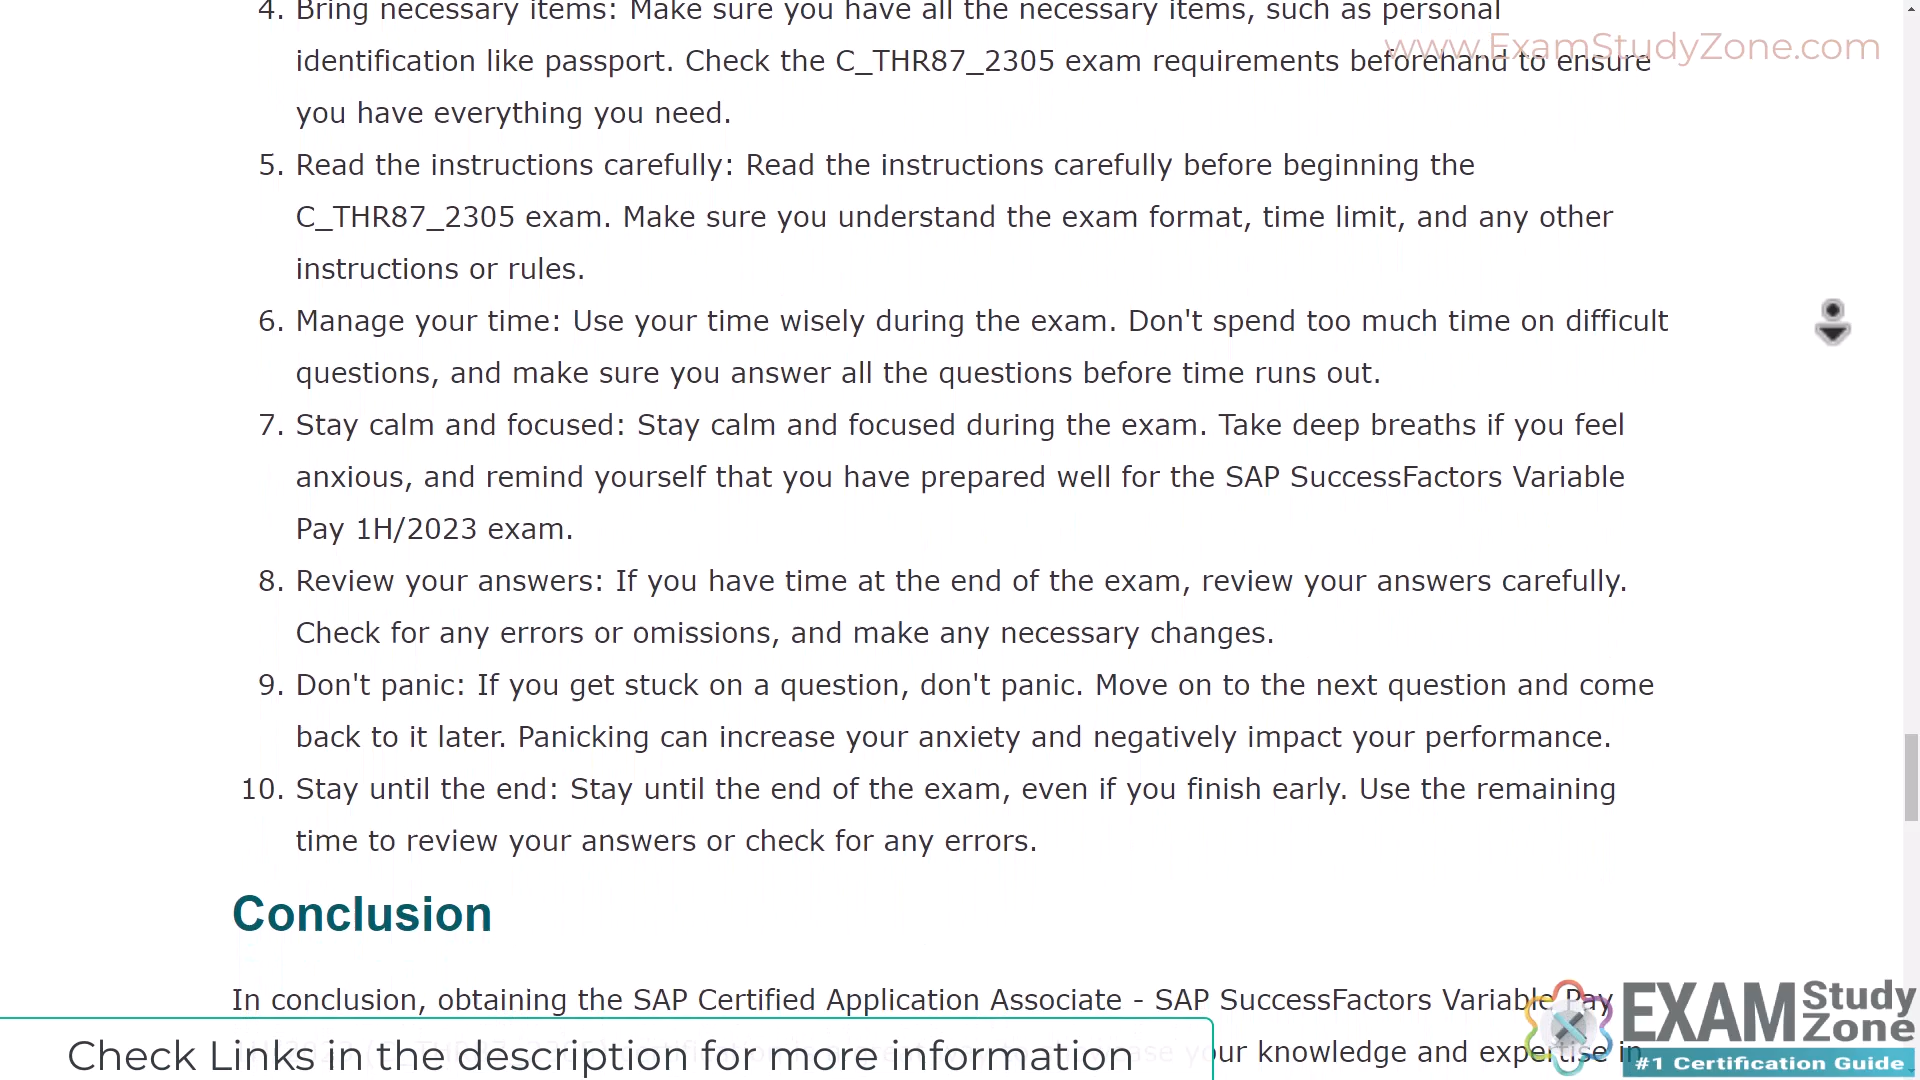 4. Bring necessary items: Make sure you have all the necessary items, such as personal
www.ExamStudyZone.com
identification like passport. Check the C_THR87_2305 exam requirements beforehand to ensure
you have everything you need.
5. Read the instructions carefully: Read the instructions carefully before beginning the
C_THR87_2305 exam. Make sure you understand the exam format, time limit, and any other
instructions or rules.
6. Manage your time: Use your time wisely during the exam. Don't spend too much time on difficult
questions, and make sure you answer all the questions before time runs out.
7. Stay calm and focused: Stay calm and focused during the exam. Take deep breaths if you feel
anxious, and remind yourself that you have prepared well for the SAP SuccessFactors Variable
Pay 1H/2023 exam.
8. Review your answers: If you have time at the end of the exam, review your answers carefully.
Check for any errors or omissions, and make any necessary changes.
9. Don't panic: If you get stuck on a question, don't panic. Move on to the next question and come
back to it later. Panicking can increase your anxiety and negatively impact your performance.
10. Stay until the end: Stay until the end of the exam, even if you finish early. Use the remaining
time to review your answers or check for any errors.
Conclusion
In conclusion, obtaining the SAP Certified Application Associate - SAP SuccessFactors Variable Pay
your knowledge and expertise in
Check Links in the description for more information
EXAM Study Zone
#1 Certification Guide